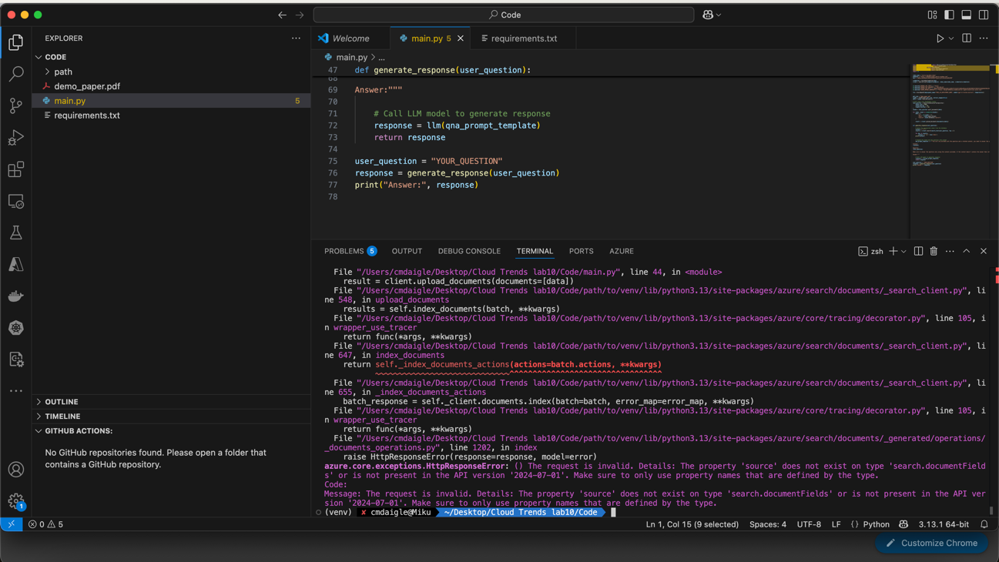 Code
EXPLORER
CODE
path
demo_paper.pdf
main.py 5
requirements.txt
OUTLINE
TIMELINE
GITHUB ACTIONS:
No GitHub repositories found. Please open a folder that
contains a GitHub repository.
1
Welcome main.py 5 requirements.txt
main.py > ...
47 def generate_response(user_question):
68
69 Answer:"""
70
71 # Call LLM model to generate response
72 response = llm(qna_prompt_template)
73 return response
74
75 user_question = "YOUR_QUESTION"
76 response = generate_response(user_question)
77 print("Answer:", response)
78
PROBLEMS 5 OUTPUT DEBUG CONSOLE TERMINAL PORTS AZURE zsh
File "/Users/cmdaigle/Desktop/Cloud Trends lab10/Code/main.py", line 44, in <module>
result = client.upload_documents(documents=[data])
File "/Users/cmdaigle/Desktop/Cloud Trends lab10/Code/path/to/venv/lib/python3.13/site-packages/azure/search/documents/_search_client.py", li
ne 548, in upload_documents
results = self.index_documents(batch, **kwargs)
File "/Users/cmdaigle/Desktop/Cloud Trends lab10/Code/path/to/venv/lib/python3.13/site-packages/azure/core/tracing/decorator.py", line 105, i
n wrapper_use_tracer
return func(*args, **kwargs)
File "/Users/cmdaigle/Desktop/Cloud Trends lab10/Code/path/to/venv/lib/python3.13/site-packages/azure/search/documents/_search_client.py", li
ne 647, in index_documents
return self._index_documents_actions(actions=batch.actions, **kwargs)
~~~~~~~~~~~~~~~~~~~~~~~~~~~~~^^^^^^^^^^^^^^^^^^^^^^^^^^^^^^^^^
File "/Users/cmdaigle/Desktop/Cloud Trends lab10/Code/path/to/venv/lib/python3.13/site-packages/azure/search/documents/_search_client.py", li
ne 655, in _index_documents_actions
batch_response = self._client.documents.index(batch=batch, error_map=error_map, **kwargs)
File "/Users/cmdaigle/Desktop/Cloud Trends lab10/Code/path/to/venv/lib/python3.13/site-packages/azure/core/tracing/decorator.py", line 105, i
n wrapper_use_tracer
return func(*args, **kwargs)
File "/Users/cmdaigle/Desktop/Cloud Trends lab10/Code/path/to/venv/lib/python3.13/site-packages/azure/search/documents/_generated/operations/
_documents_operations.py", line 1202, in index
raise HttpResponseError(response=response, model=error)
azure.core.exceptions.HttpResponseError: () The request is invalid. Details: The property 'source' does not exist on type 'search.documentField
s' or is not present in the API version '2024-07-01'. Make sure to only use property names that are defined by the type.
Code:
Message: The request is invalid. Details: The property 'source' does not exist on type 'search.documentFields' or is not present in the API ver
sion '2024-07-01'. Make sure to only use property names that are defined by the type.
(venv) ✘ cmdaigle@Miku ~/Desktop/Cloud Trends lab10/Code
0 5 Ln 1, Col 15 (9 selected) Spaces: 4 UTF-8 LF {} Python 3.13.1 64-bit
Customize Chrome